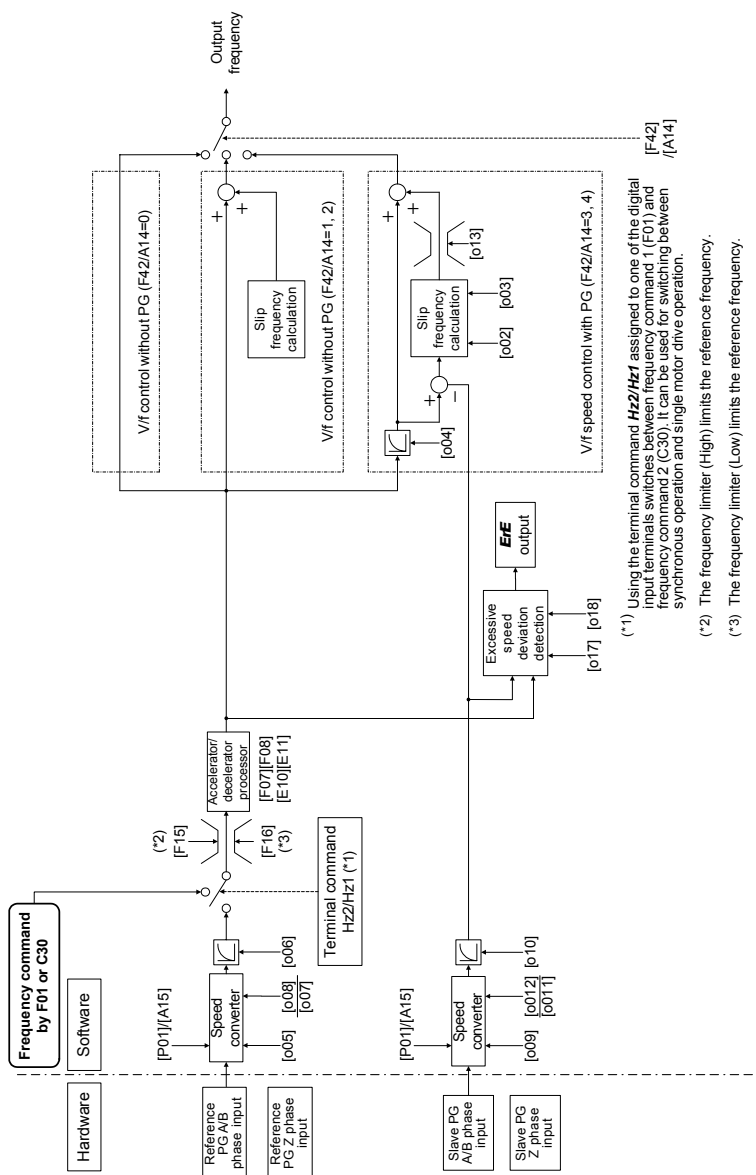 Hardware
Software
Frequency command
by F01 or C30
Reference
PG A/B
phase input
Reference
PG Z phase
input
[P01]/[A15]
Speed
converter
[o05]
[o08]
[o07]
[o06]
Terminal command
Hz2/Hz1 (*1)
(*2)
[F15]
[F16]
(*3)
Accelerator/
decelerator
processor
[F07][F08]
[E10][E11]
V/f control without PG (F42/A14=0)
Slip
frequency
calculation
+
+
V/f control without PG (F42/A14=1, 2)
[o04]
+
−
Slip
frequency
calculation
[o02]
[o03]
[o13]
+
+
V/f speed control with PG (F42/A14=3, 4)
Output
frequency
[F42]
/[A14]
Slave PG
A/B phase
input
Slave PG
Z phase
input
[P01]/[A15]
Speed
converter
[o09]
[o012]
[o011]
[o10]
Excessive
speed
deviation
detection
[o17]
[o18]
ErE
output
(*1) Using the terminal command Hz2/Hz1 assigned to one of the digital
input terminals switches between frequency command 1 (F01) and
frequency command 2 (C30). It can be used for switching between
synchronous operation and single motor drive operation.
(*2) The frequency limiter (High) limits the reference frequency.
(*3) The frequency limiter (Low) limits the reference frequency.